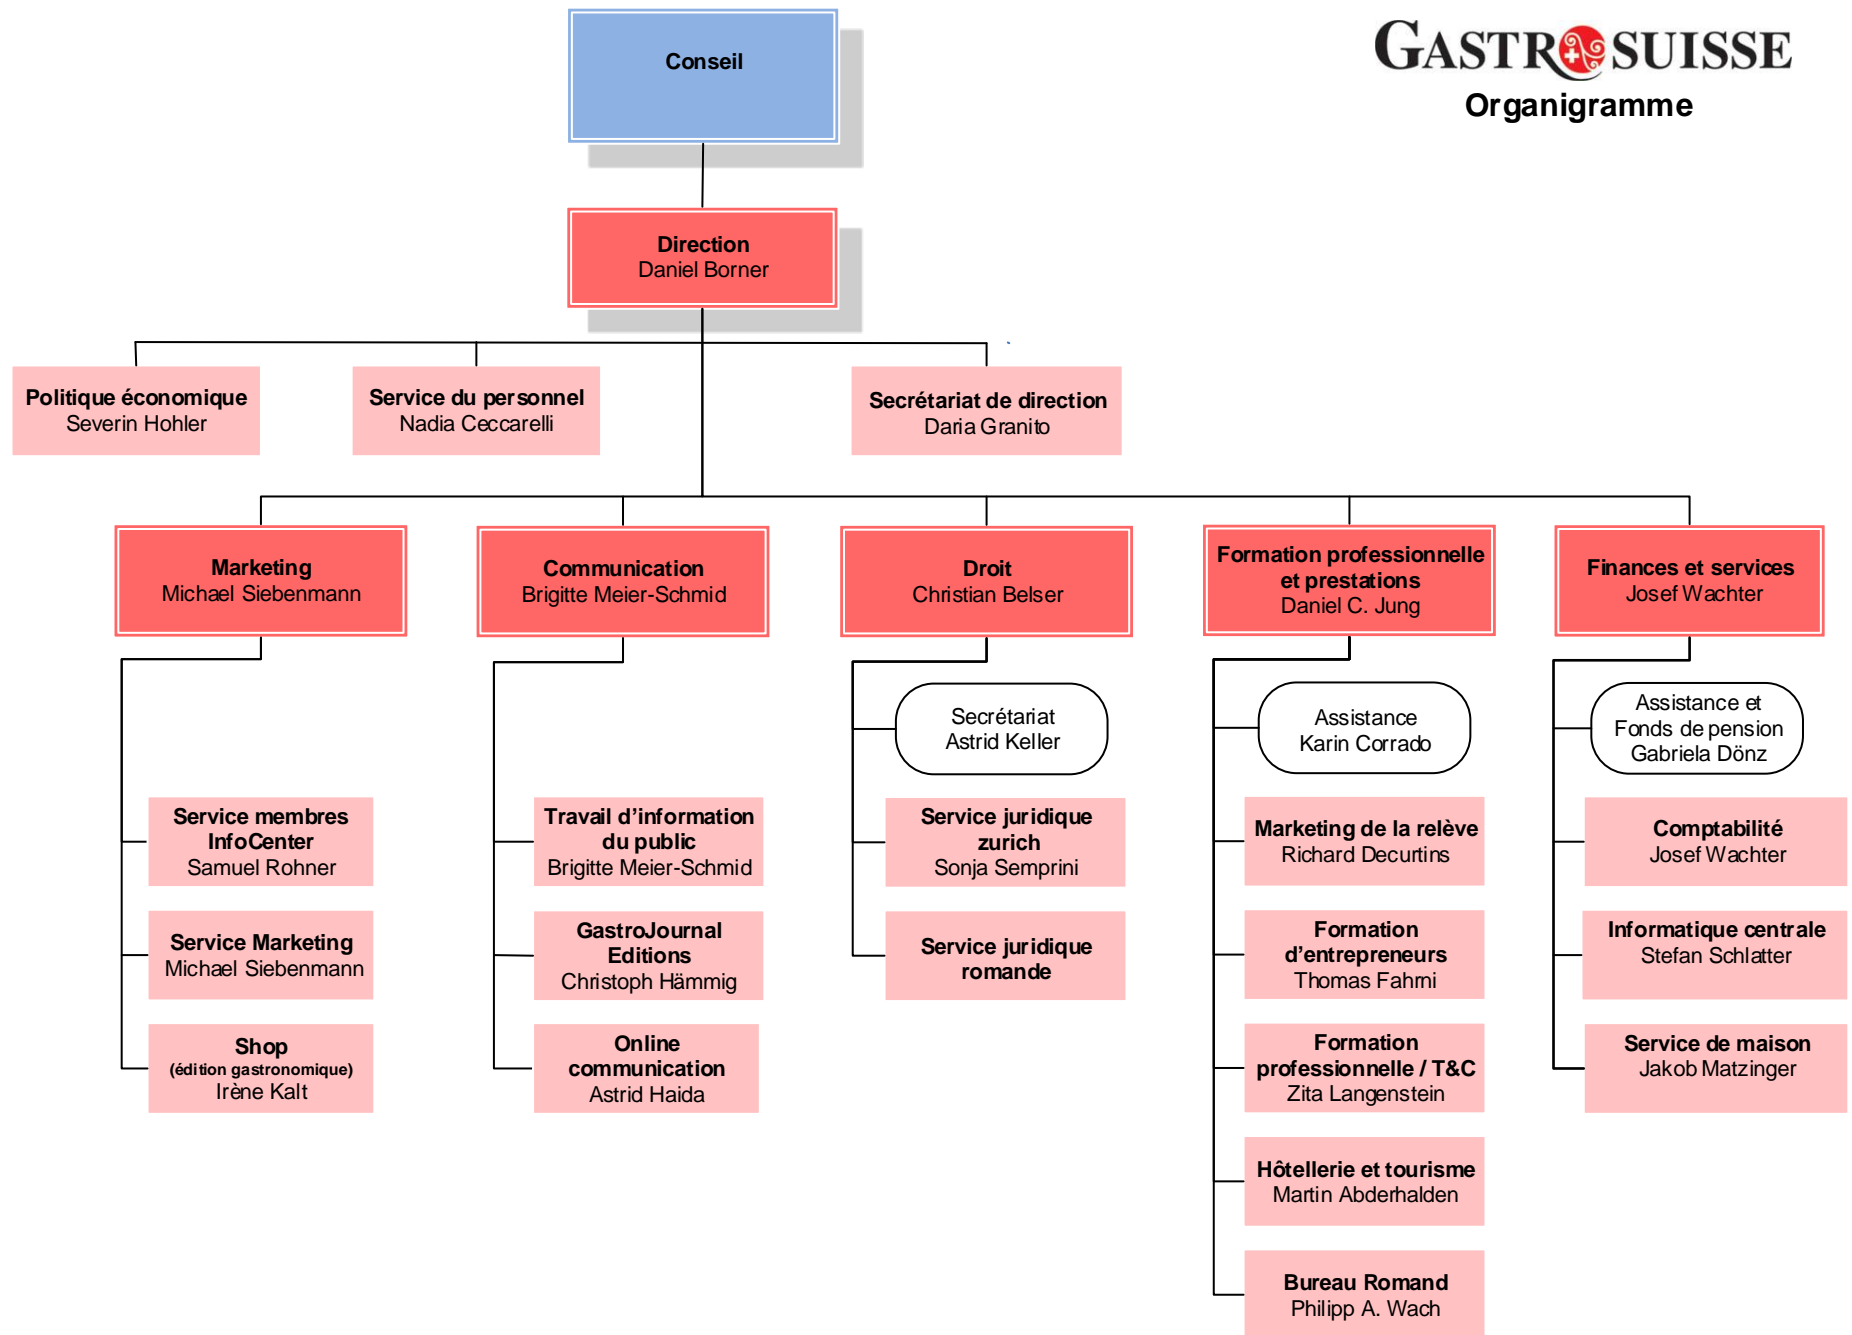 GASTROSUISSE
Organigramme
Conseil
Direction
Daniel Borner
Politique économique
Severin Hohler
Service du personnel
Nadia Ceccarelli
Secrétariat de direction
Daria Granito
Marketing
Michael Siebenmann
Communication
Brigitte Meier-Schmid
Droit
Christian Belser
Formation professionnelle
et prestations
Daniel C. Jung
Finances et services
Josef Wachter
Service membres
InfoCenter
Samuel Rohner
Service Marketing
Michael Siebenmann
Shop
(édition gastronomique)
Irène Kalt
Travail d’information
du public
Brigitte Meier-Schmid
GastroJournal
Editions
Christoph Hämmig
Online
communication
Astrid Haida
Secrétariat
Astrid Keller
Service juridique
zurich
Sonja Semprini
Service juridique
romande
Assistance
Karin Corrado
Marketing de la relève
Richard Decurtins
Formation
d’entrepreneurs
Thomas Fahrni
Formation
professionnelle / T&C
Zita Langenstein
Hôtellerie et tourisme
Martin Abderhalden
Bureau Romand
Philipp A. Wach
Assistance et
Fonds de pension
Gabriela Dönz
Comptabilité
Josef Wachter
Informatique centrale
Stefan Schlatter
Service de maison
Jakob Matzinger